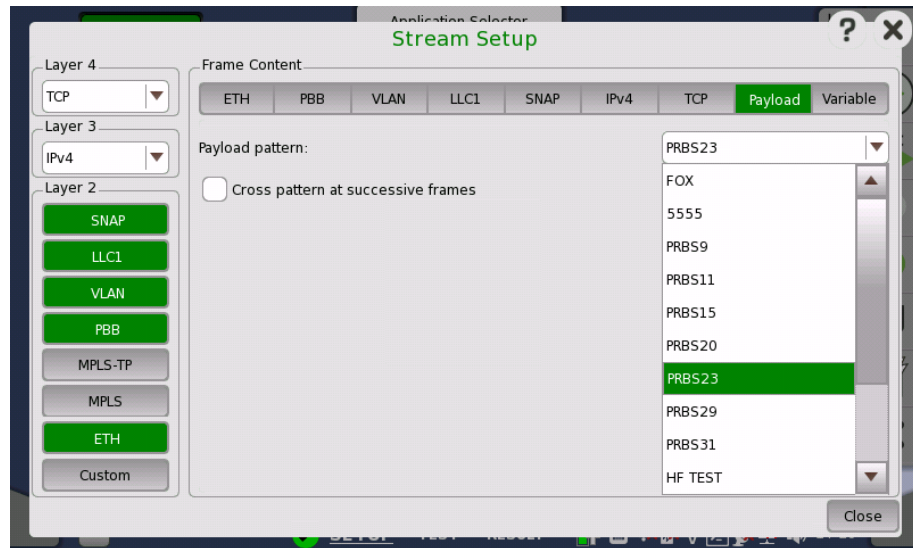 Application Selector
Stream Setup
? X
Layer 4
TCP
Layer 3
IPv4
Layer 2
SNAP
LLC1
VLAN
PBB
MPLS-TP
MPLS
ETH
Custom
Frame Content
ETH PBB VLAN LLC1 SNAP IPv4 TCP Payload Variable
Payload pattern:
PRBS23
Cross pattern at successive frames
FOX
5555
PRBS9
PRBS11
PRBS15
PRBS20
PRBS23
PRBS29
PRBS31
HF TEST
Close